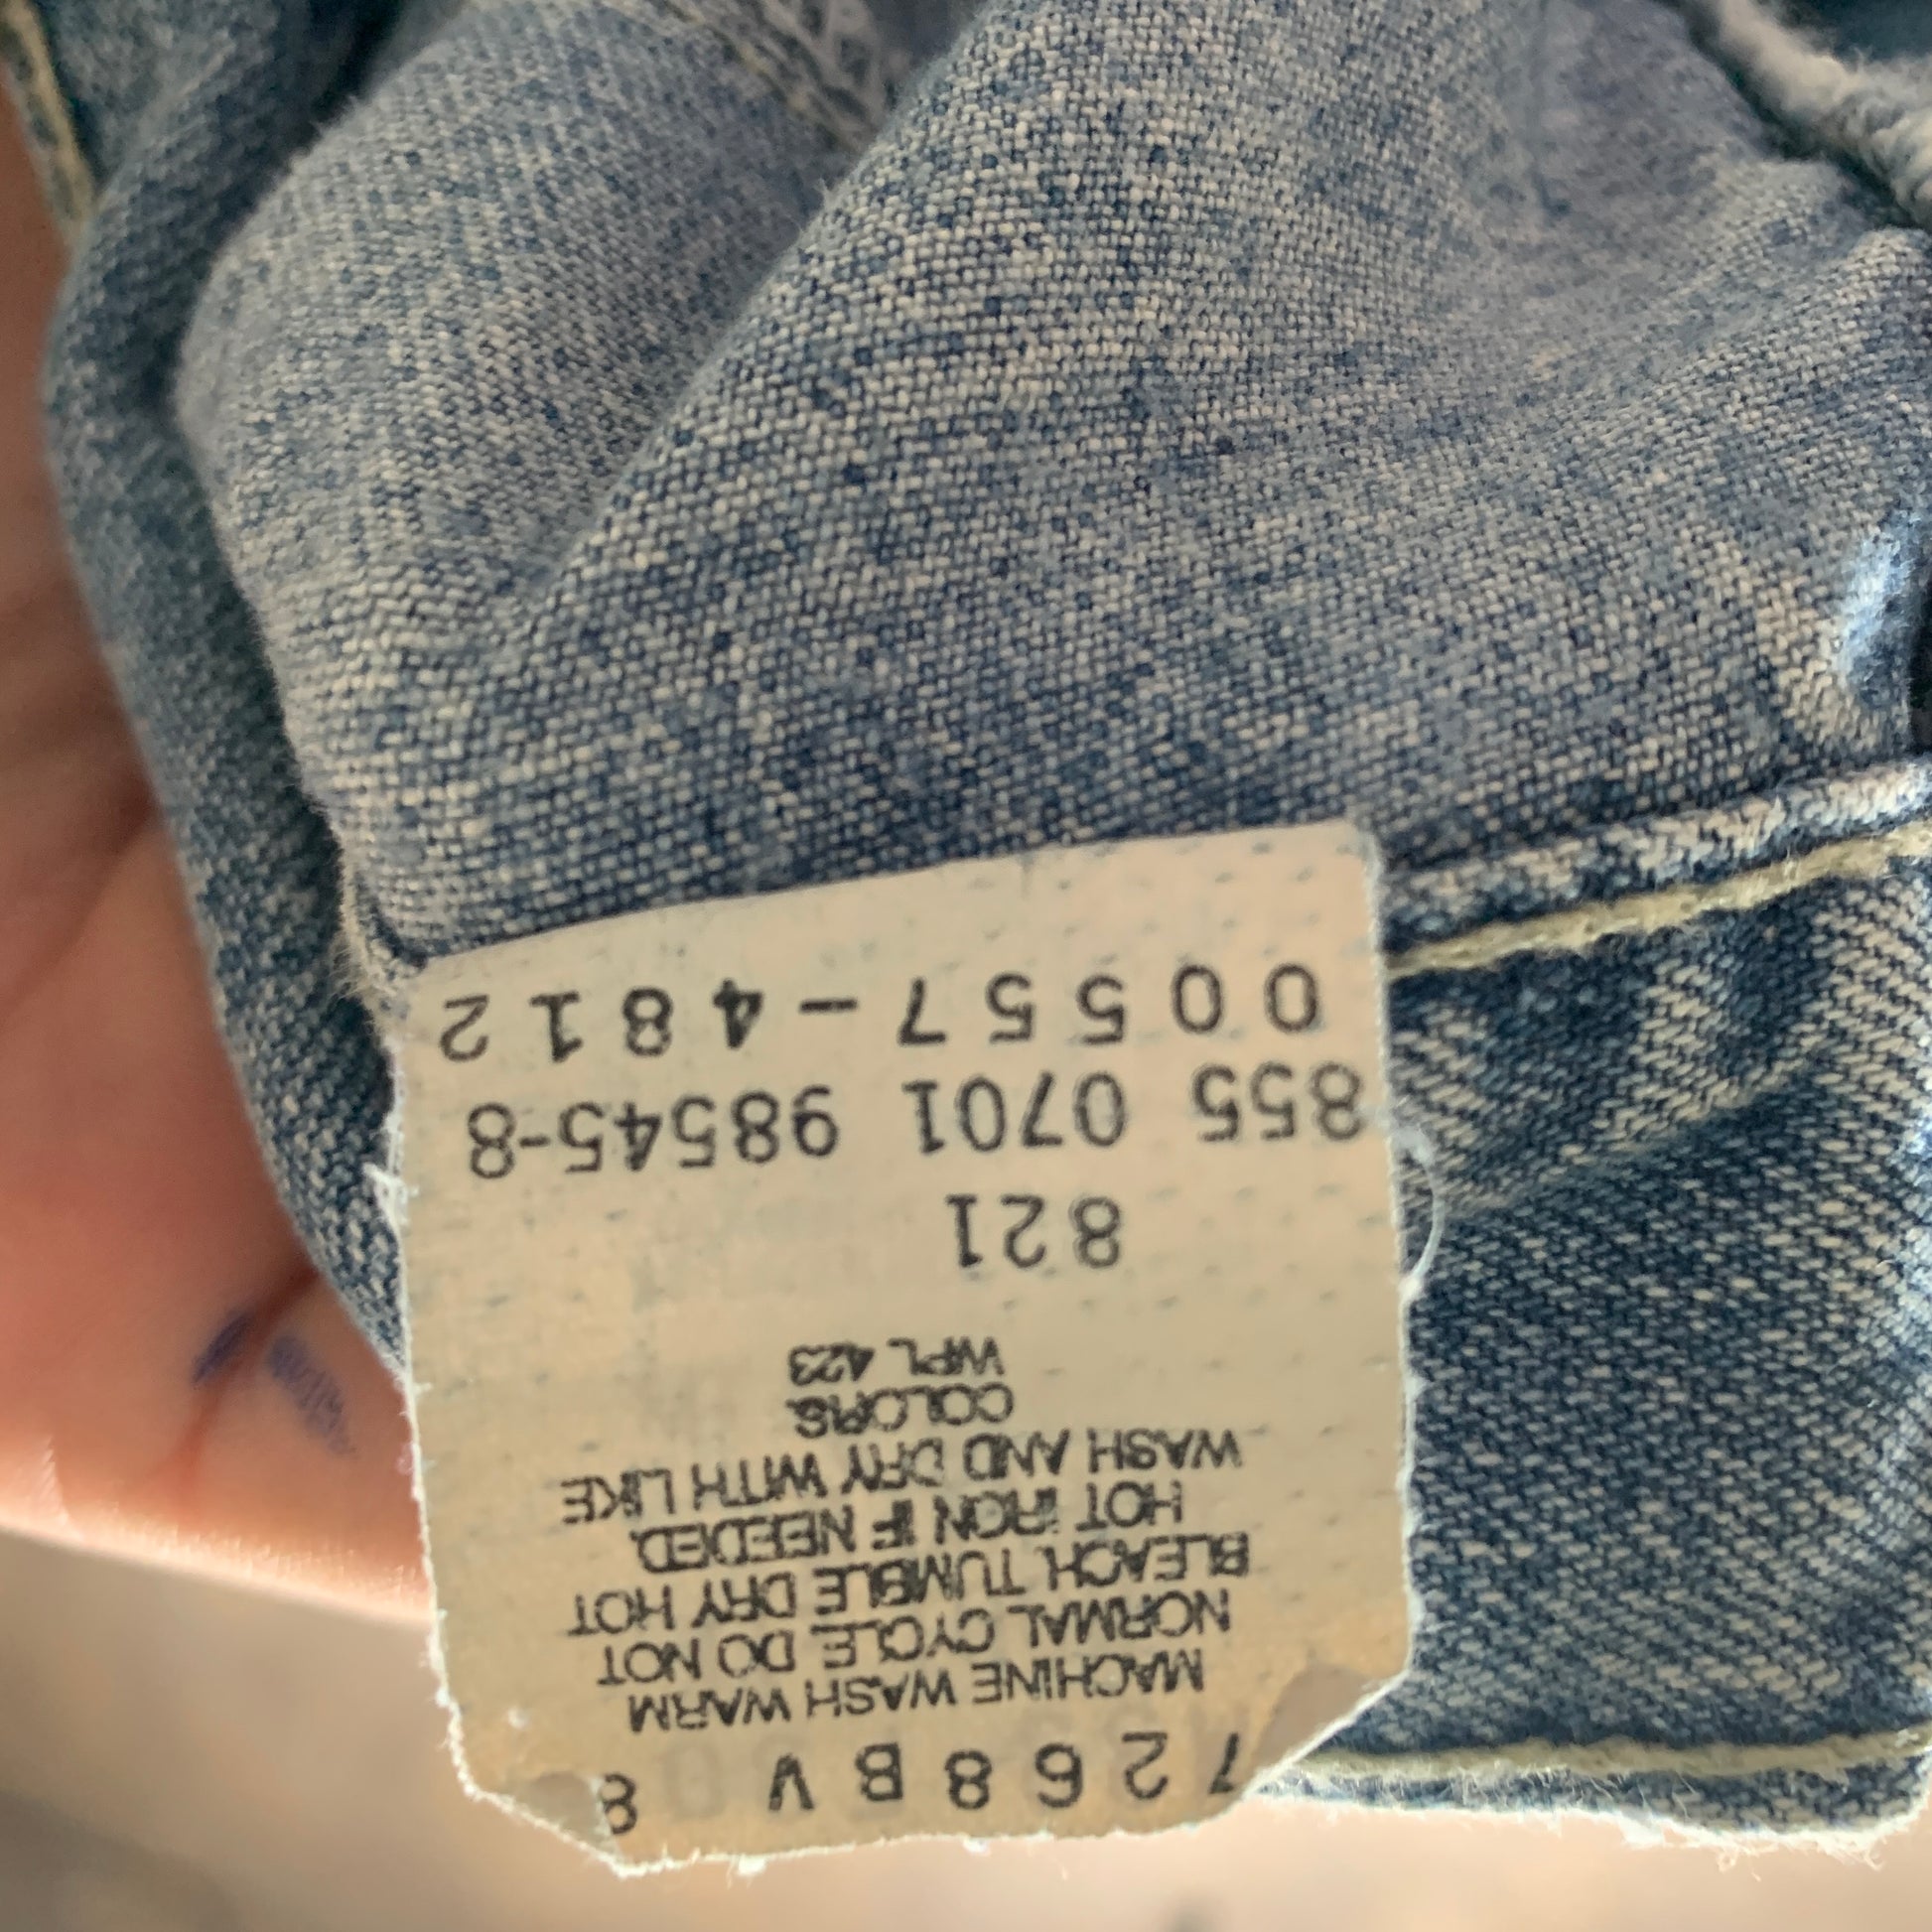 7268BV 8
MACHINE WASH WARM
NORMAL CYCLE. DO NOT
BLEACH. TUMBLE DRY HOT
HOT IRON IF NEEDED.
WASH AND DRY WITH LIKE
COLORS.
WPL 423
821
855 0701 98545-8
00557-4812